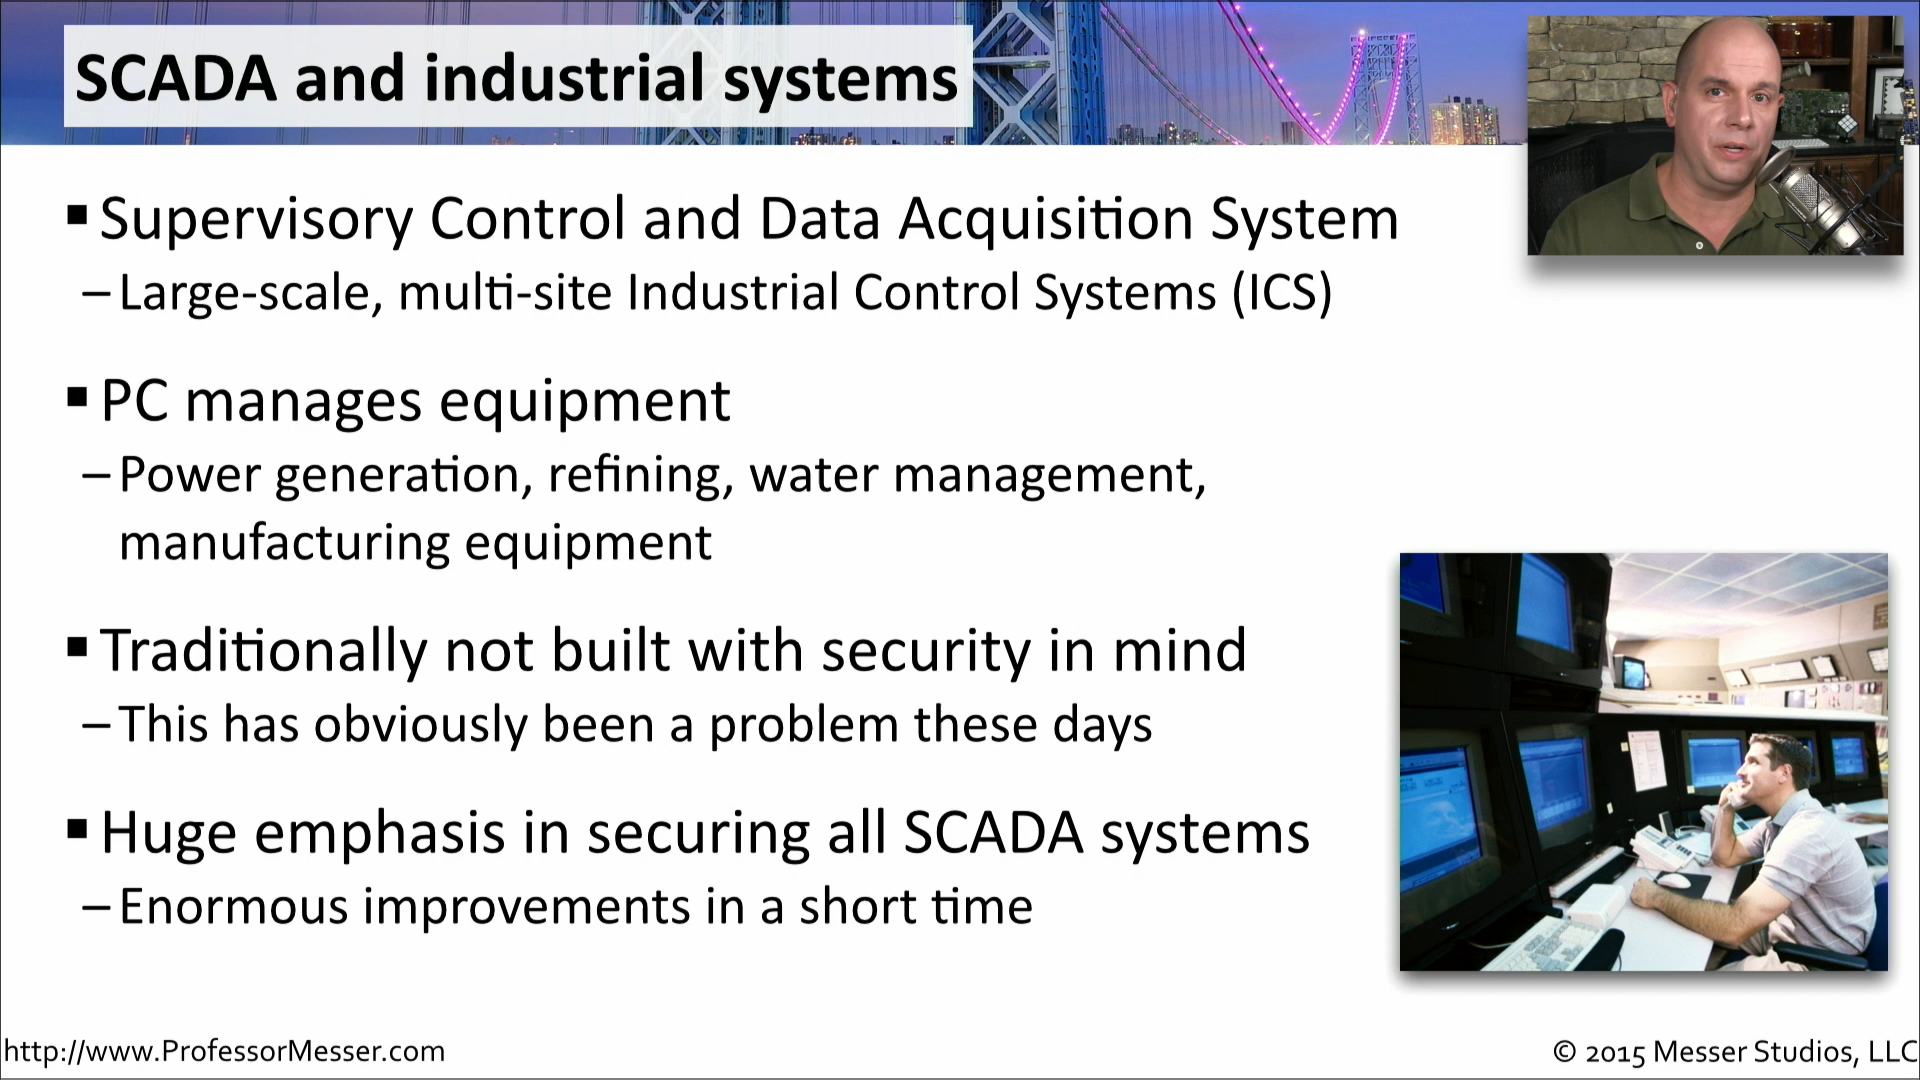 SCADA and industrial systems
▪ Supervisory Control and Data Acquisition System
– Large-scale, multi-site Industrial Control Systems (ICS)
▪ PC manages equipment
– Power generation, refining, water management,
manufacturing equipment
▪ Traditionally not built with security in mind
– This has obviously been a problem these days
▪ Huge emphasis in securing all SCADA systems
– Enormous improvements in a short time
http://www.ProfessorMesser.com
© 2015 Messer Studios, LLC